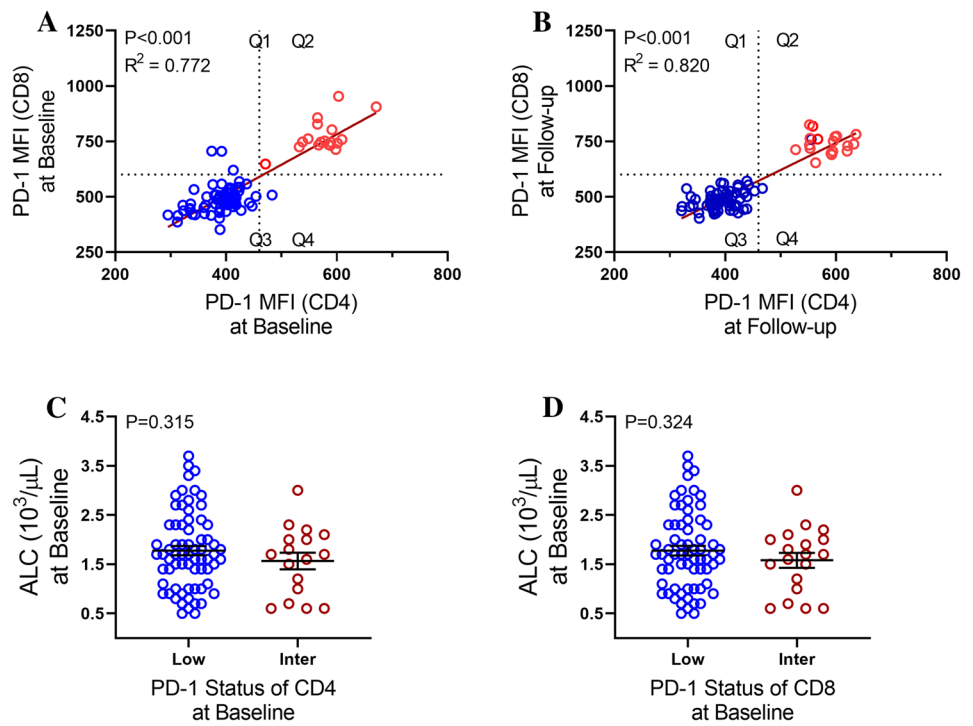 A
P<0.001
R² = 0.772
Q1 Q2
Q3 Q4
1250
1000
750
500
250
200 400 600 800
PD-1 MFI (CD8)
at Baseline
PD-1 MFI (CD4)
at Baseline
B
P<0.001
R² = 0.820
Q1 Q2
Q3 Q4
1250
1000
750
500
250
200 400 600 800
PD-1 MFI (CD8)
at Follow-up
PD-1 MFI (CD4)
at Follow-up
C
P=0.315
4.5
3.5
2.5
1.5
0.5
ALC (10³/µL)
at Baseline
Low Inter
PD-1 Status of CD4
at Baseline
D
P=0.324
4.5
3.5
2.5
1.5
0.5
ALC (10³/µL)
at Baseline
Low Inter
PD-1 Status of CD8
at Baseline